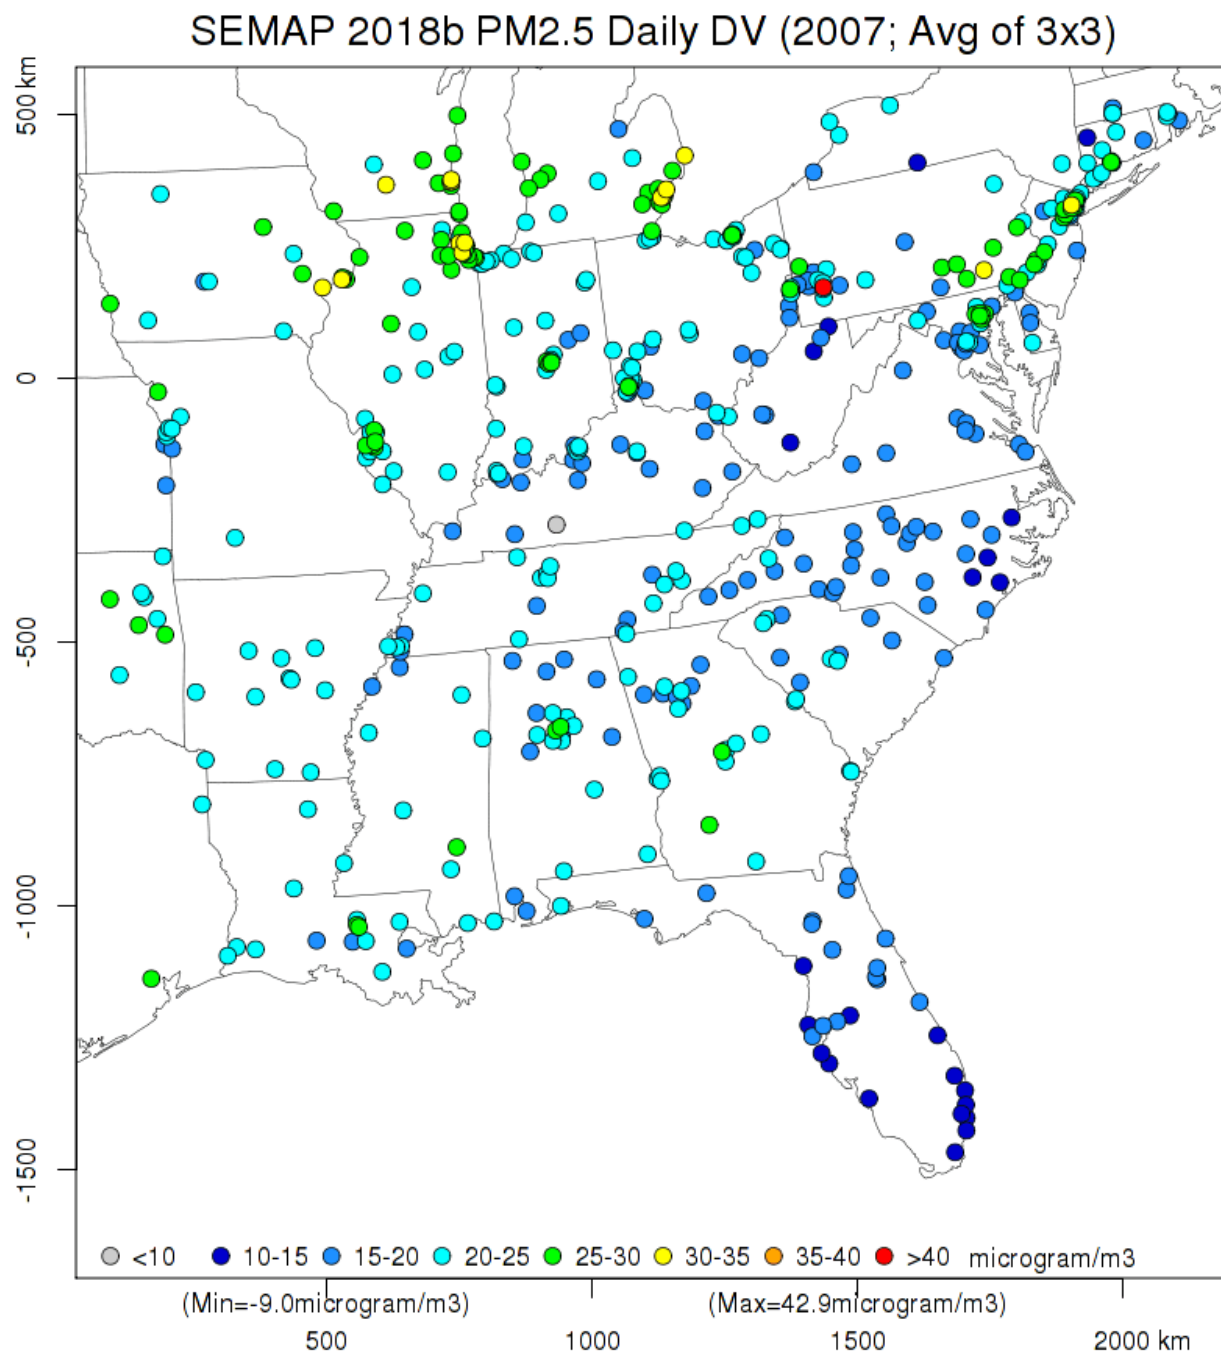 SEMAP 2018b PM2.5 Daily DV (2007; Avg of 3x3)
500 km
0
-500
-1000
-1500
<10 10-15 15-20 20-25 25-30 30-35 35-40 >40 microgram/m3
(Min=-9.0microgram/m3) (Max=42.9microgram/m3)
500 1000 1500 2000 km